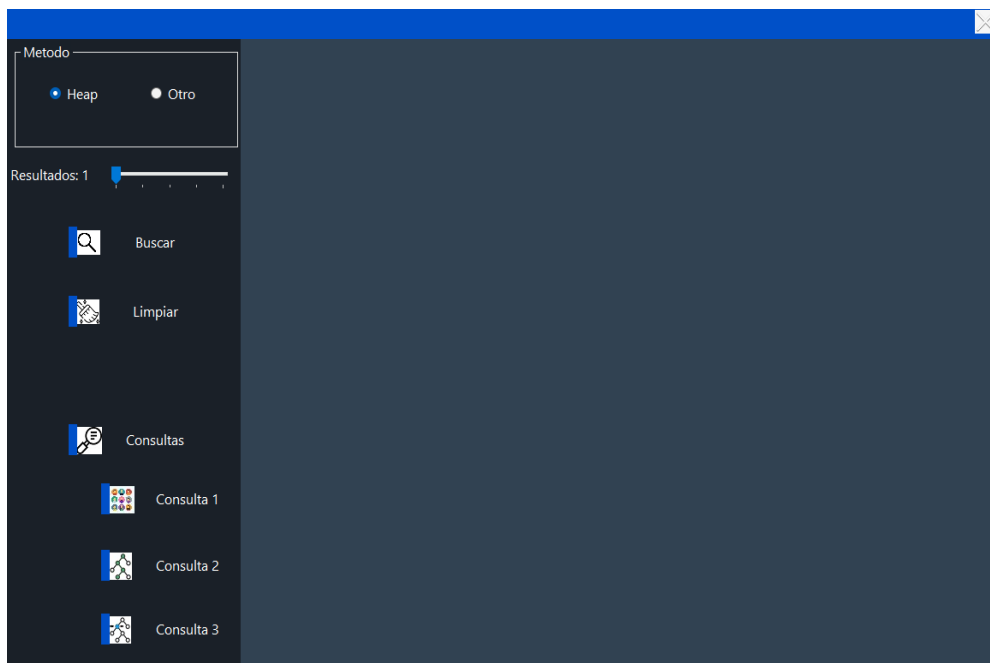 Metodo
Heap Otro
Resultados: 1
Buscar
Limpiar
Consultas
Consulta 1
Consulta 2
Consulta 3